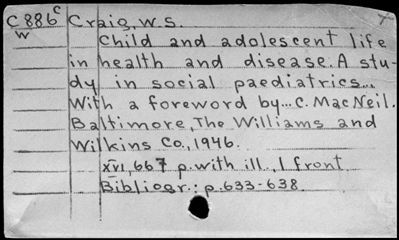 C886c Craig, W.S.
w Child and adolescent life
in health and disease. A stu-
dy in social paediatrics...
With a foreword by...C. MacNeil.
Baltimore, The Williams and
Wilkins Co., 1946.
XVI, 667 p. with ill., 1 front.
Bibliogr.: p. 633-638